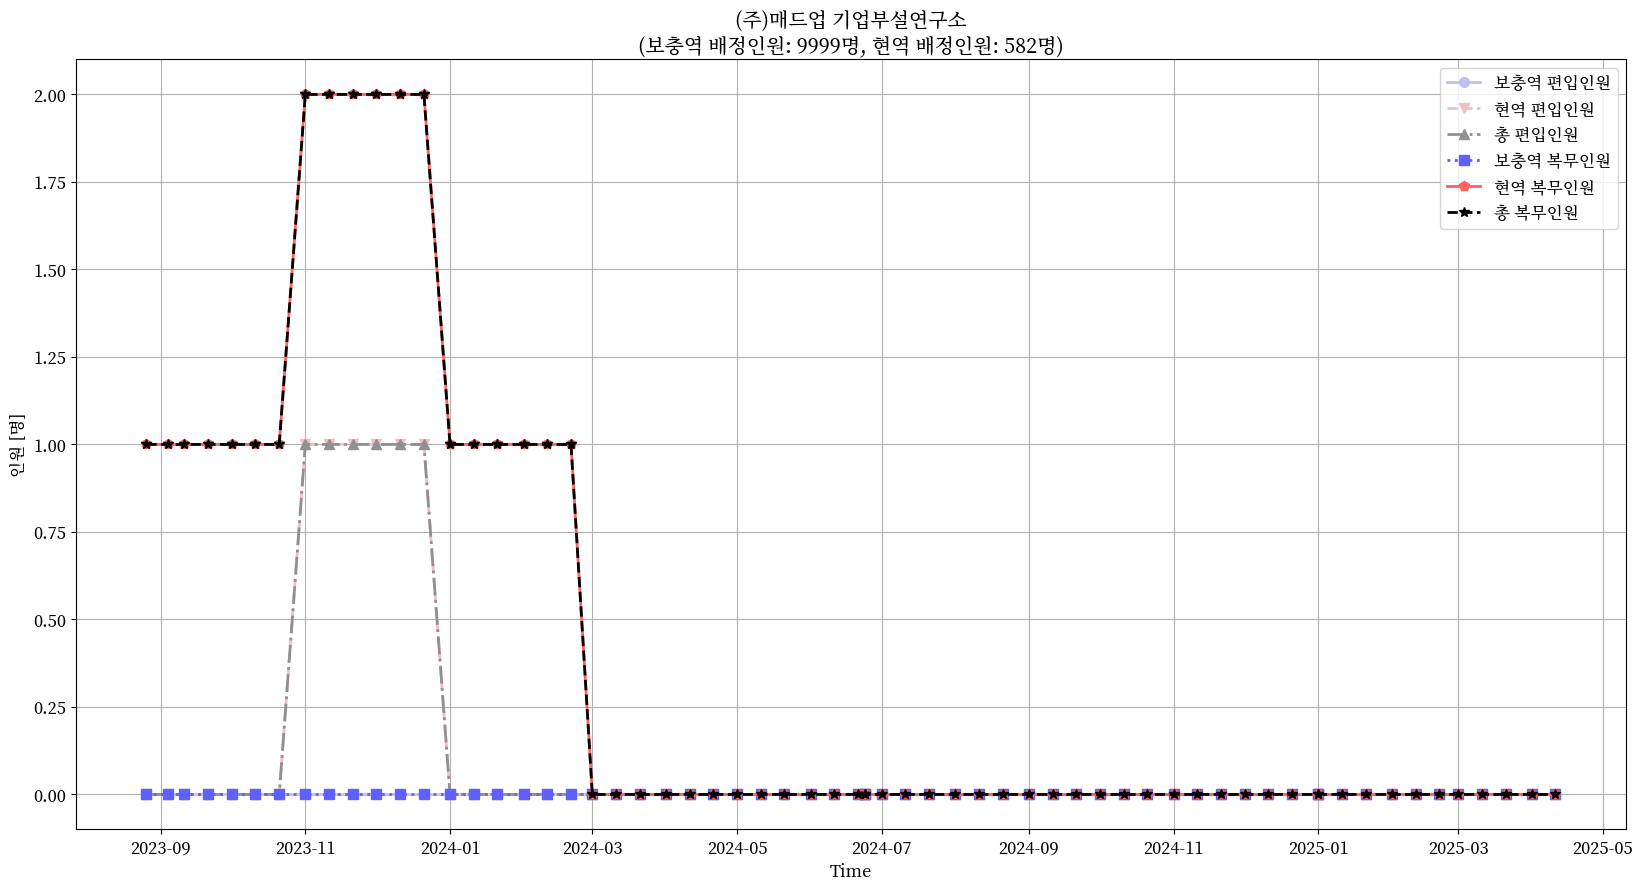 (주)매드업 기업부설연구소
(보충역 배정인원: 9999명, 현역 배정인원: 582명)
보충역 편입인원
현역 편입인원
총 편입인원
보충역 복무인원
현역 복무인원
총 복무인원
2.00
1.75
1.50
1.25
1.00
0.75
0.50
0.25
0.00
인원 [명]
2023-09 2023-11 2024-01 2024-03 2024-05 2024-07 2024-09 2024-11 2025-01 2025-03 2025-05
Time